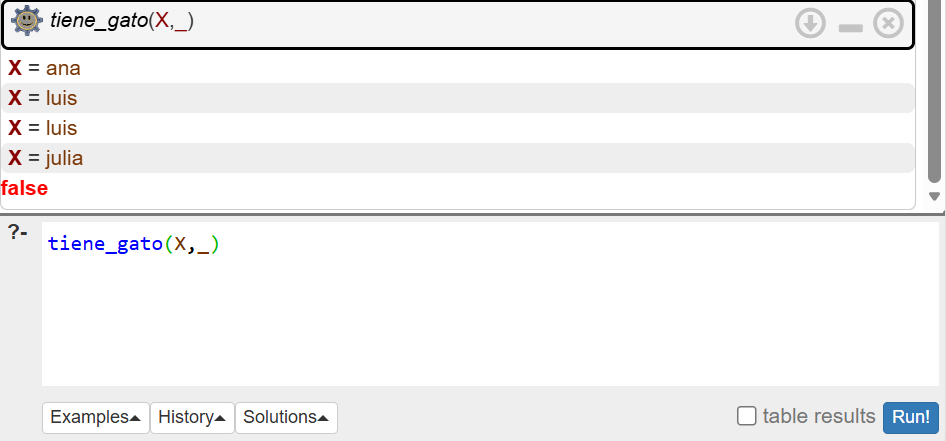 tiene_gato(X,_)
X = ana
X = luis
X = luis
X = julia
false
?-
tiene_gato(X,_)
Examples History Solutions table results Run!